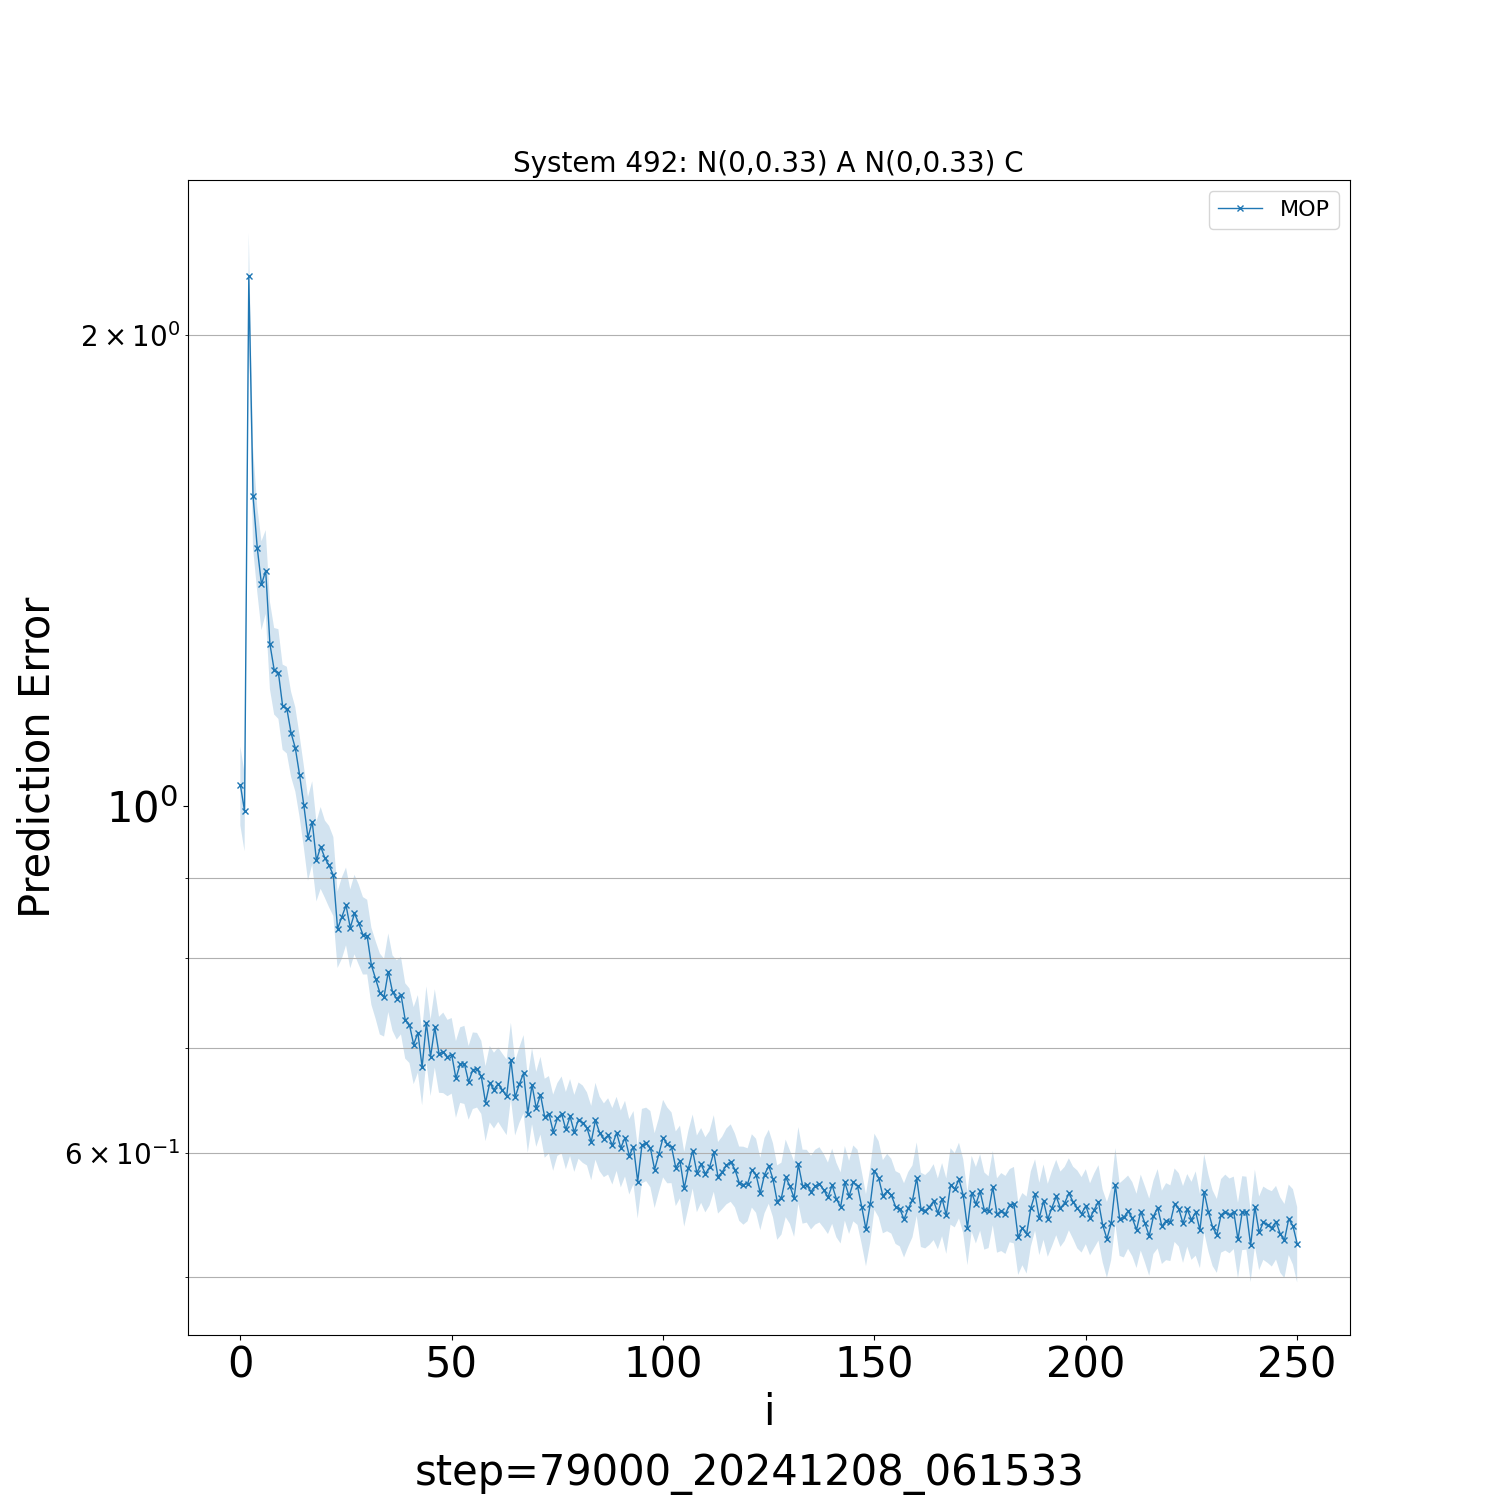 System 492: N(0,0.33) A N(0,0.33) C
MOP
Prediction Error
2 × 10⁰
10⁰
6 × 10⁻¹
0 50 100 150 200 250
i
step=79000_20241208_061533